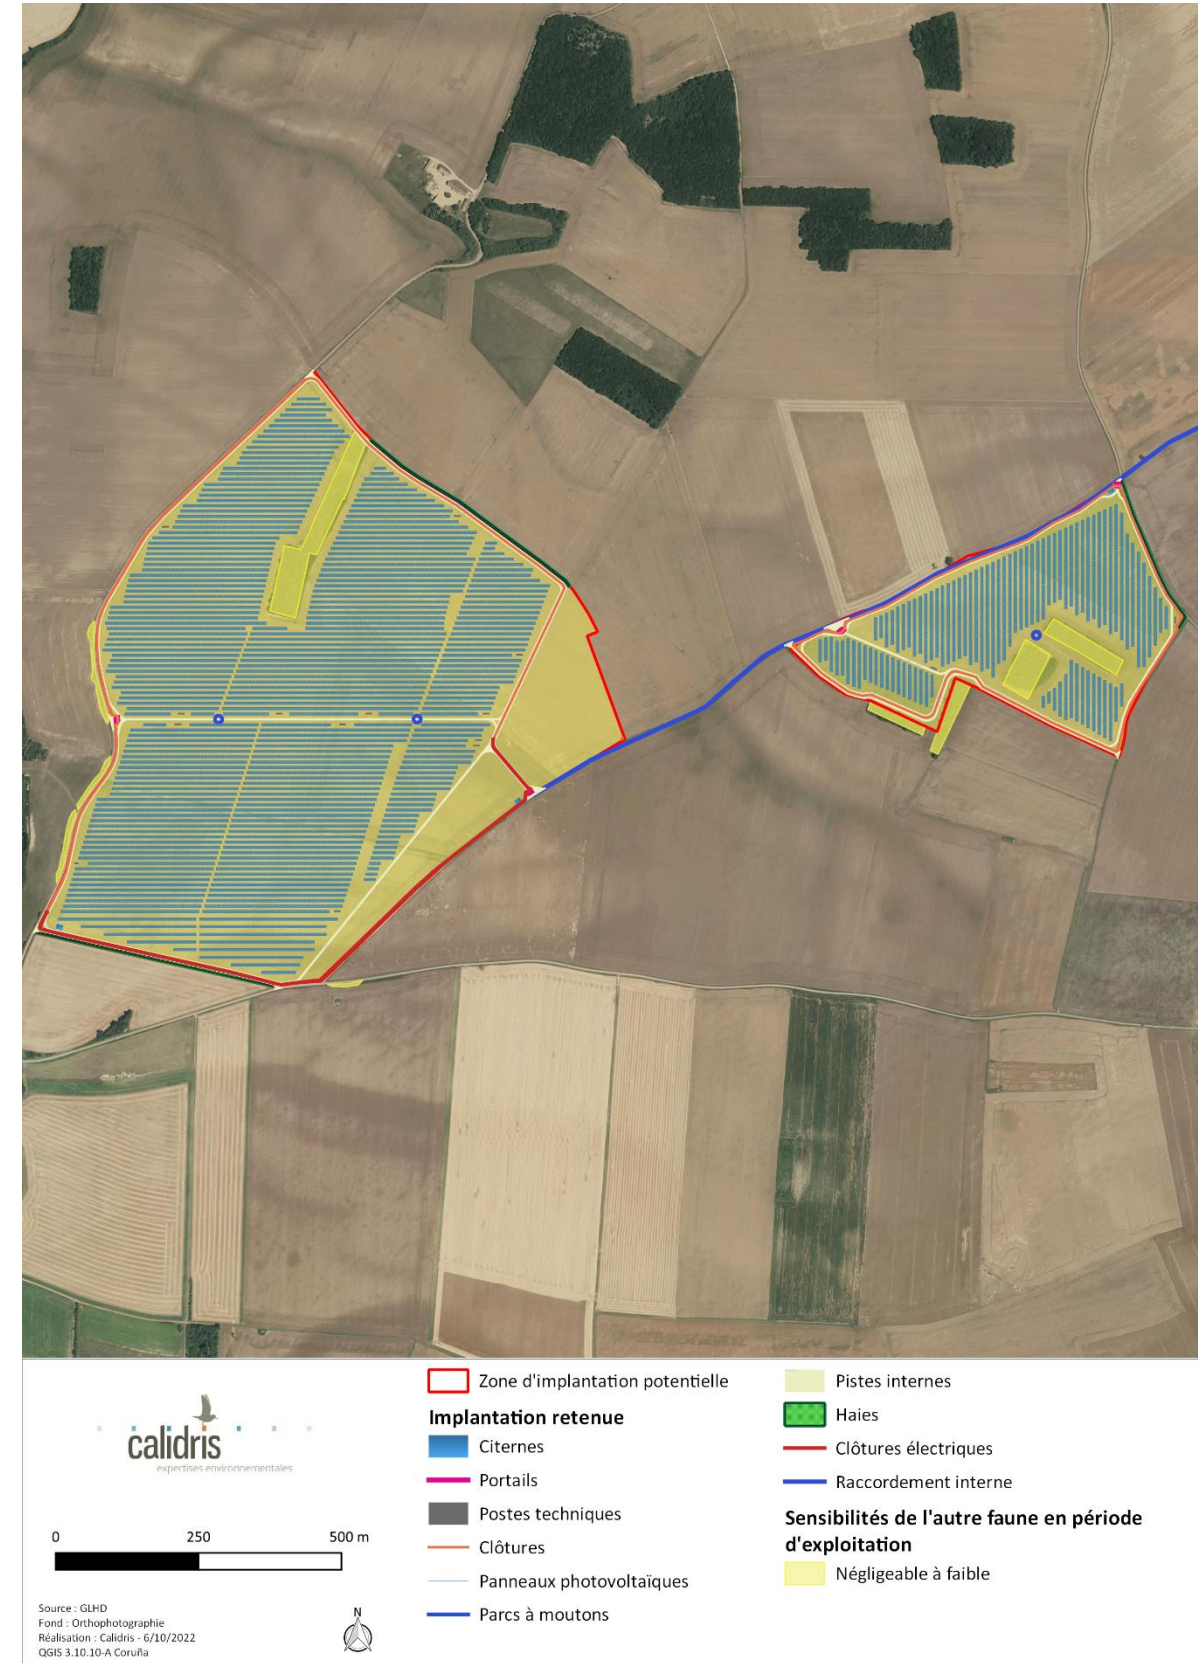 calidris
expertises environnementales
0 250 500 m
Source : GLHD
Fond : Orthophotographie
Réalisation : Calidris - 6/10/2022
QGIS 3.10.10-A Coruña
N
Zone d'implantation potentielle
Implantation retenue
Citernes
Portails
Postes techniques
Clôtures
Panneaux photovoltaïques
Parcs à moutons
Pistes internes
Haies
Clôtures électriques
Raccordement interne
Sensibilités de l'autre faune en période
d'exploitation
Négligeable à faible